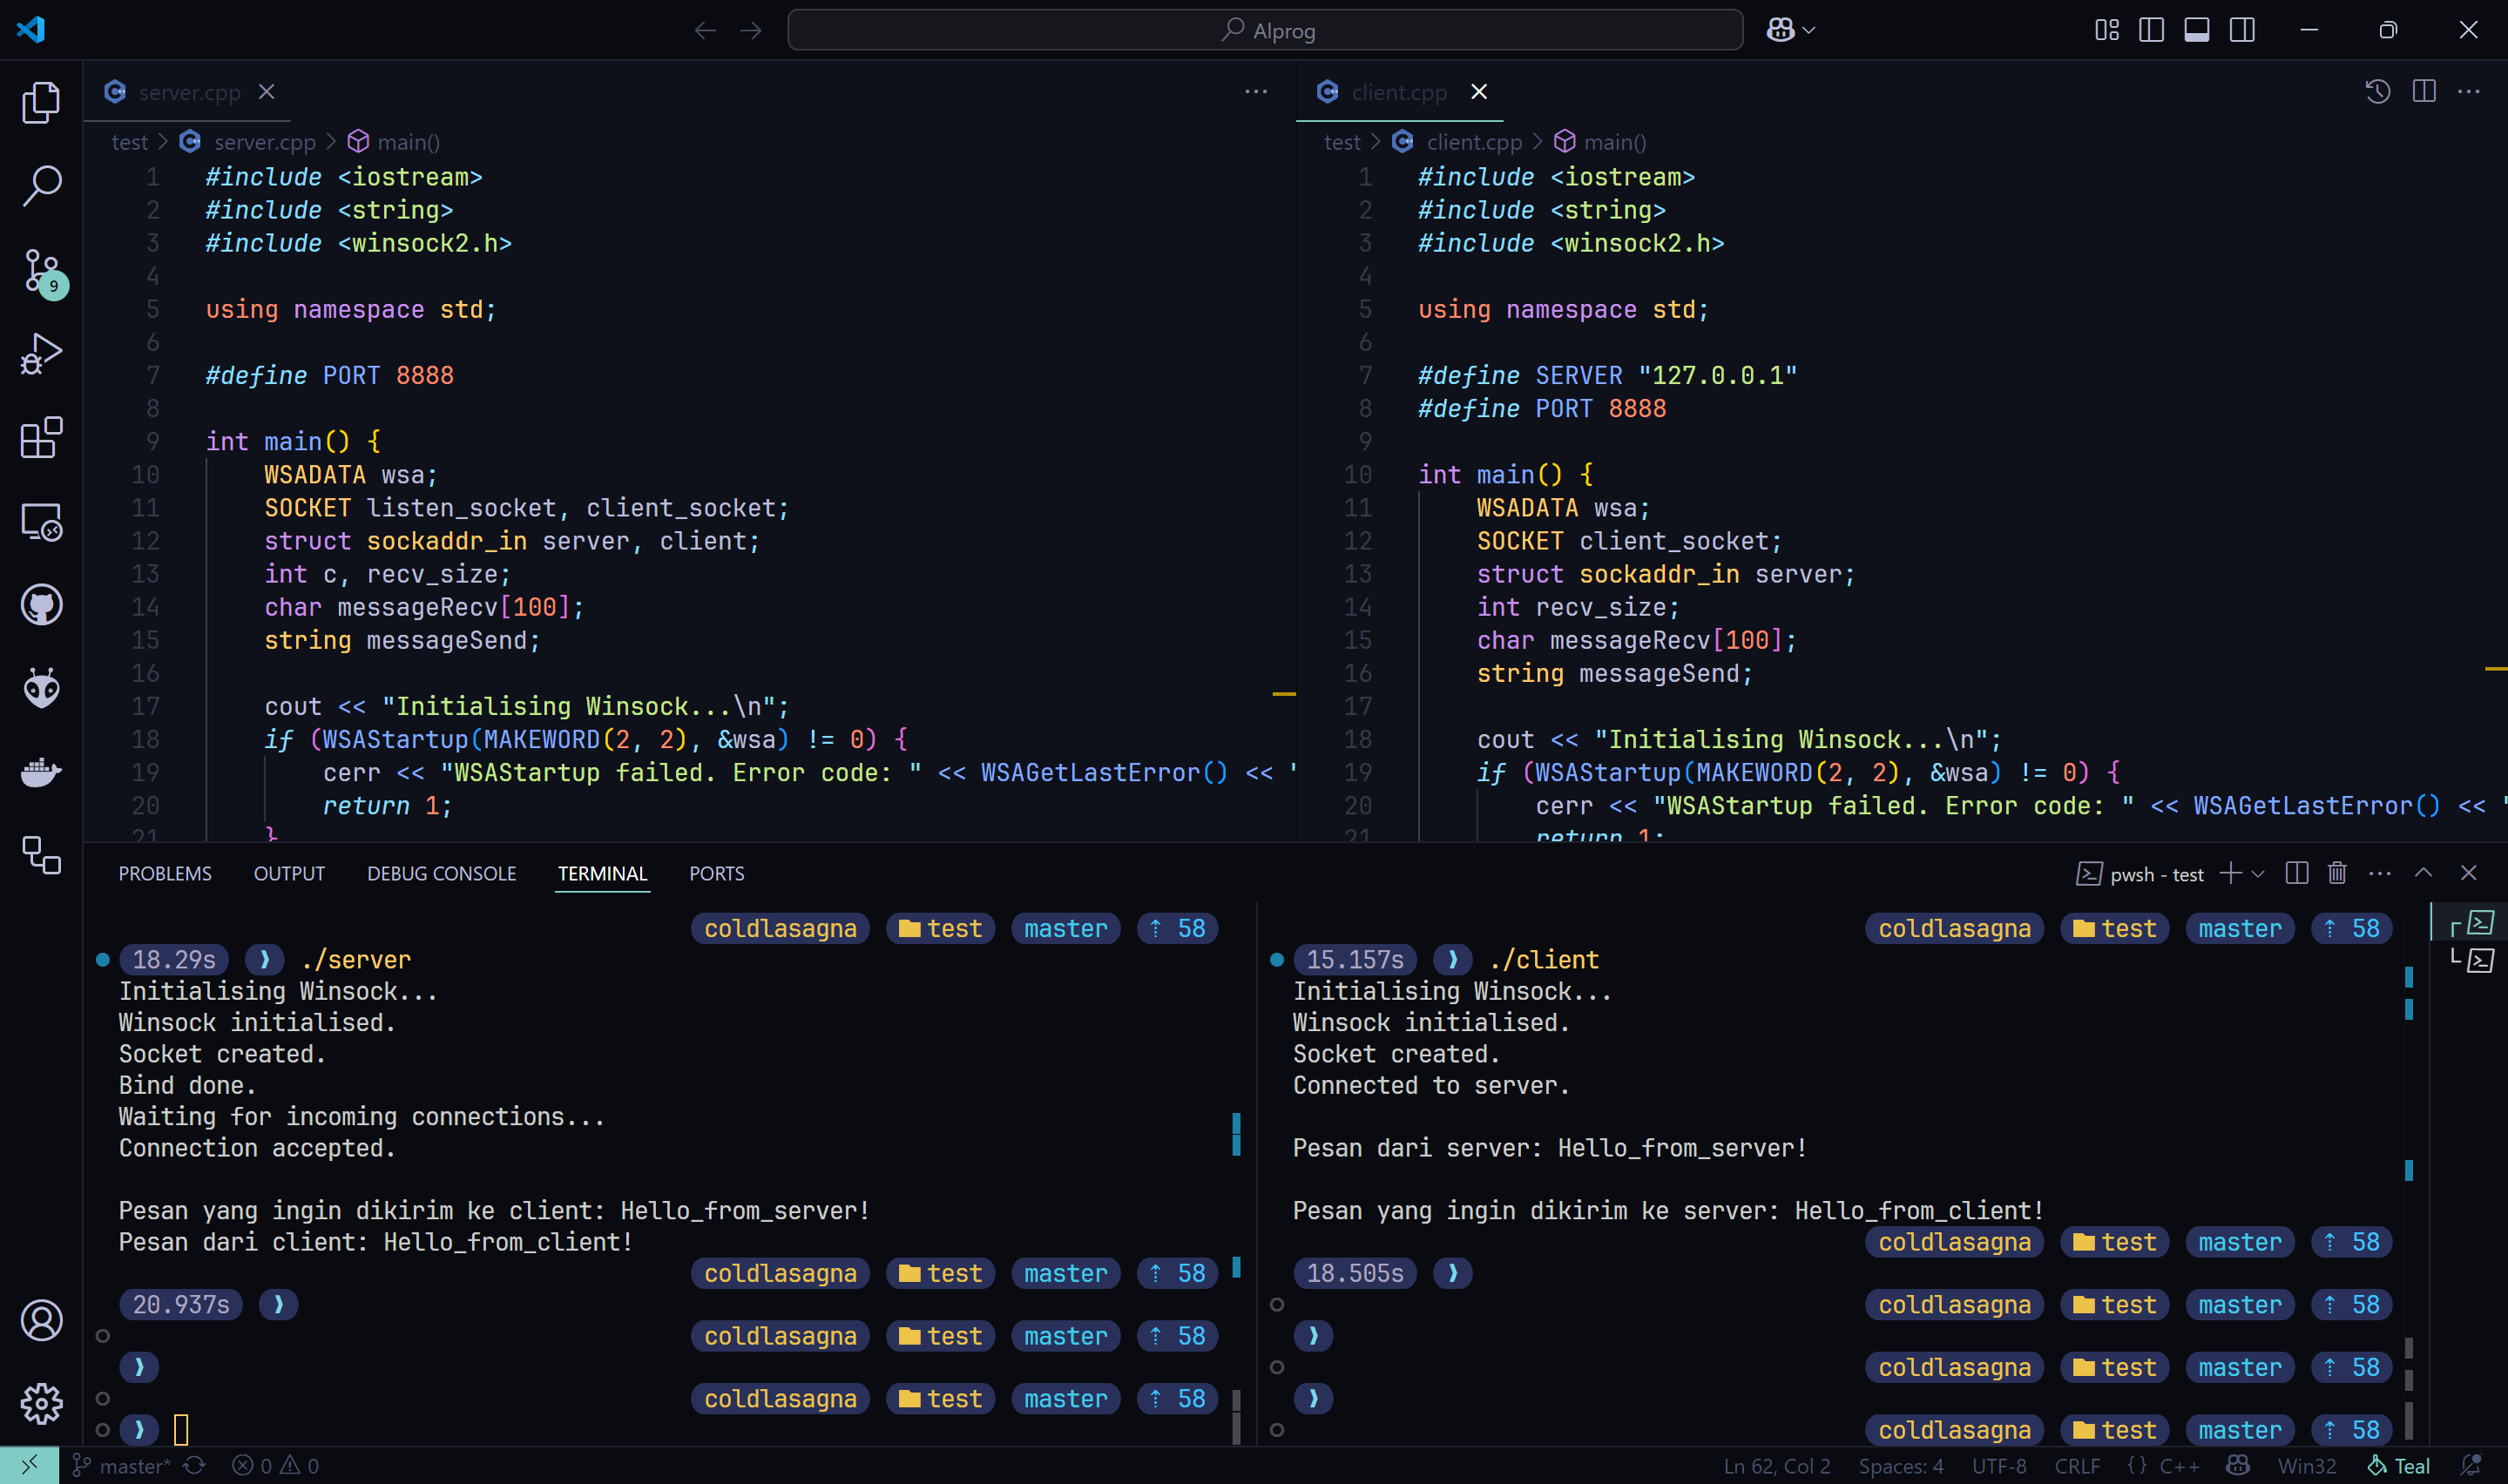 Alprog
server.cpp
test > server.cpp > main()
1 #include <iostream>
2 #include <string>
3 #include <winsock2.h>
4
5 using namespace std;
6
7 #define PORT 8888
8
9 int main() {
10 WSADATA wsa;
11 SOCKET listen_socket, client_socket;
12 struct sockaddr_in server, client;
13 int c, recv_size;
14 char messageRecv[100];
15 string messageSend;
16
17 cout << "Initialising Winsock...\n";
18 if (WSAStartup(MAKEWORD(2, 2), &wsa) != 0) {
19 cerr << "WSAStartup failed. Error code: " << WSAGetLastError() << "
20 return 1;
21 }
client.cpp
test > client.cpp > main()
1 #include <iostream>
2 #include <string>
3 #include <winsock2.h>
4
5 using namespace std;
6
7 #define SERVER "127.0.0.1"
8 #define PORT 8888
9
10 int main() {
11 WSADATA wsa;
12 SOCKET client_socket;
13 struct sockaddr_in server;
14 int recv_size;
15 char messageRecv[100];
16 string messageSend;
17
18 cout << "Initialising Winsock...\n";
19 if (WSAStartup(MAKEWORD(2, 2), &wsa) != 0) {
20 cerr << "WSAStartup failed. Error code: " << WSAGetLastError() << "
21 return 1;
9
PROBLEMS OUTPUT DEBUG CONSOLE TERMINAL PORTS
pwsh - test
coldlasagna test master ⇡ 58
18.29s ❫ ./server
Initialising Winsock...
Winsock initialised.
Socket created.
Bind done.
Waiting for incoming connections...
Connection accepted.
Pesan yang ingin dikirim ke client: Hello_from_server!
Pesan dari client: Hello_from_client!
coldlasagna test master ⇡ 58
20.937s ❫
coldlasagna test master ⇡ 58
❫
coldlasagna test master ⇡ 58
❫
coldlasagna test master ⇡ 58
15.157s ❫ ./client
Initialising Winsock...
Winsock initialised.
Socket created.
Connected to server.
Pesan dari server: Hello_from_server!
Pesan yang ingin dikirim ke server: Hello_from_client!
coldlasagna test master ⇡ 58
18.505s ❫
coldlasagna test master ⇡ 58
❫
coldlasagna test master ⇡ 58
❫
coldlasagna test master ⇡ 58
master* 0 0 Ln 62, Col 2 Spaces: 4 UTF-8 CRLF {} C++ Win32 Teal